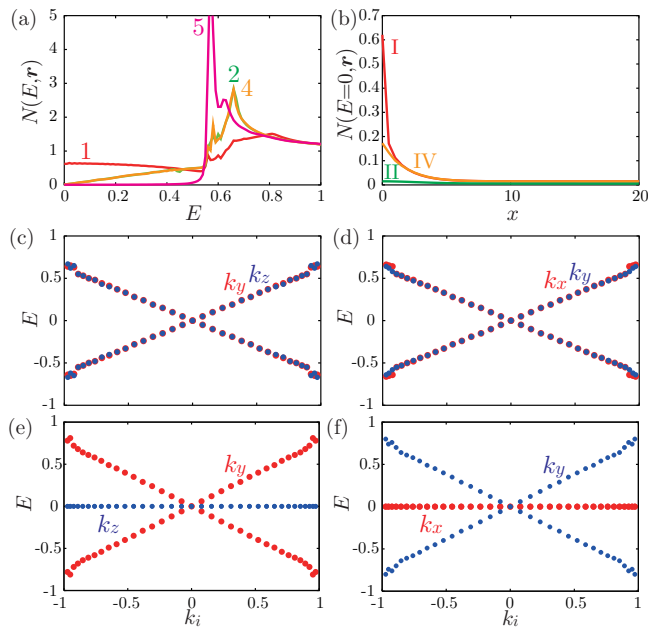 (a)
N(E,r)
5
4
3
2
1
0
5
2
4
1
0 0.2 0.4 0.6 0.8 1
E
(b)
N(E=0,r)
0.7
0.6
0.5
0.4
0.3
0.2
0.1
0
I
IV
II
0 10 20
x
(c)
E
1
0.5
0
-0.5
-1
ky kz
(d)
E
1
0.5
0
-0.5
-1
kx ky
(e)
E
1
0.5
0
-0.5
-1
ky
kz
-1 -0.5 0 0.5 1
ki
(f)
E
1
0.5
0
-0.5
-1
ky
kx
-1 -0.5 0 0.5 1
ki